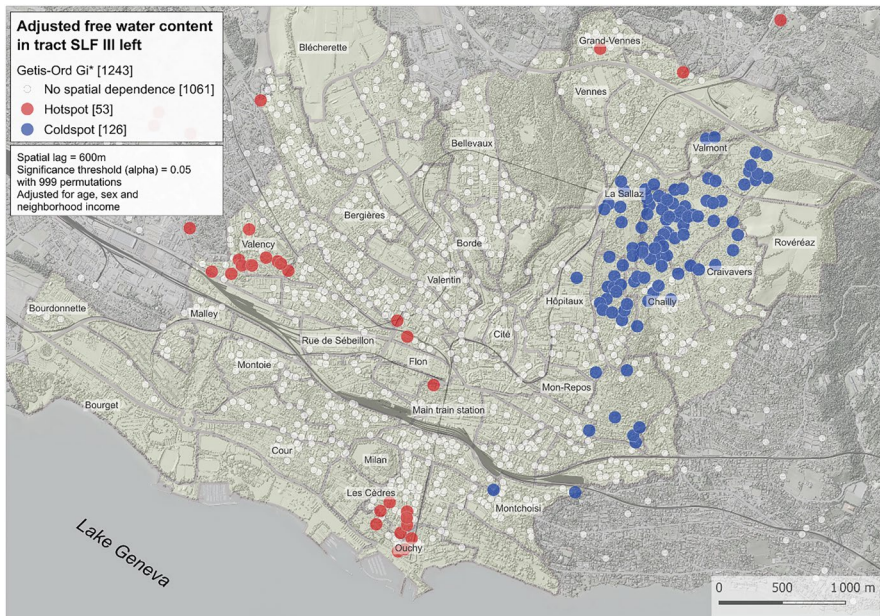 Adjusted free water content
in tract SLF III left
Getis-Ord Gi* [1243]
No spatial dependence [1061]
Hotspot [53]
Coldspot [126]
Spatial lag = 600m
Significance threshold (alpha) = 0.05
with 999 permutations
Adjusted for age, sex and
neighborhood income
Grand-Vennes
Blécherette
Vennes
Bellevaux
Valmont
La Sallaz
Bergières
Valency
Borde
Rovéréaz
Craivavers
Valentin
Bourdonnette
Hôpitaux
Chailly
Malley
Cité
Rue de Sébeillon
Flon
Montoie
Mon-Repos
Bourget
Main train station
Cour
Milan
Les Cèdres
Montchoisi
Ouchy
Lake Geneva
0 500 1 000 m